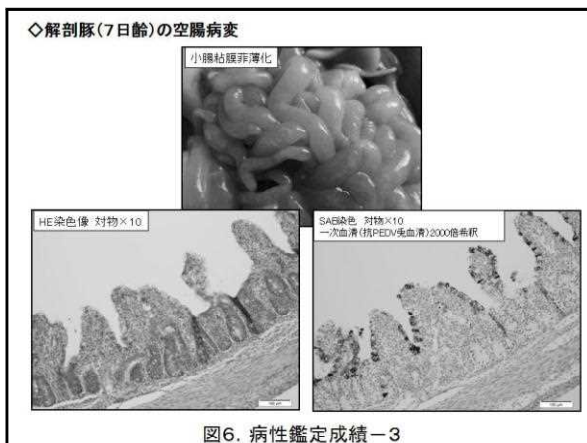 ◇解剖豚(7日齢)の空腸病変
小腸粘膜菲薄化
HE染色像 対物×10
SAB染色 対物×10
一次血清(抗PEDV兎血清)2000倍希釈
図6. 病性鑑定成績-3